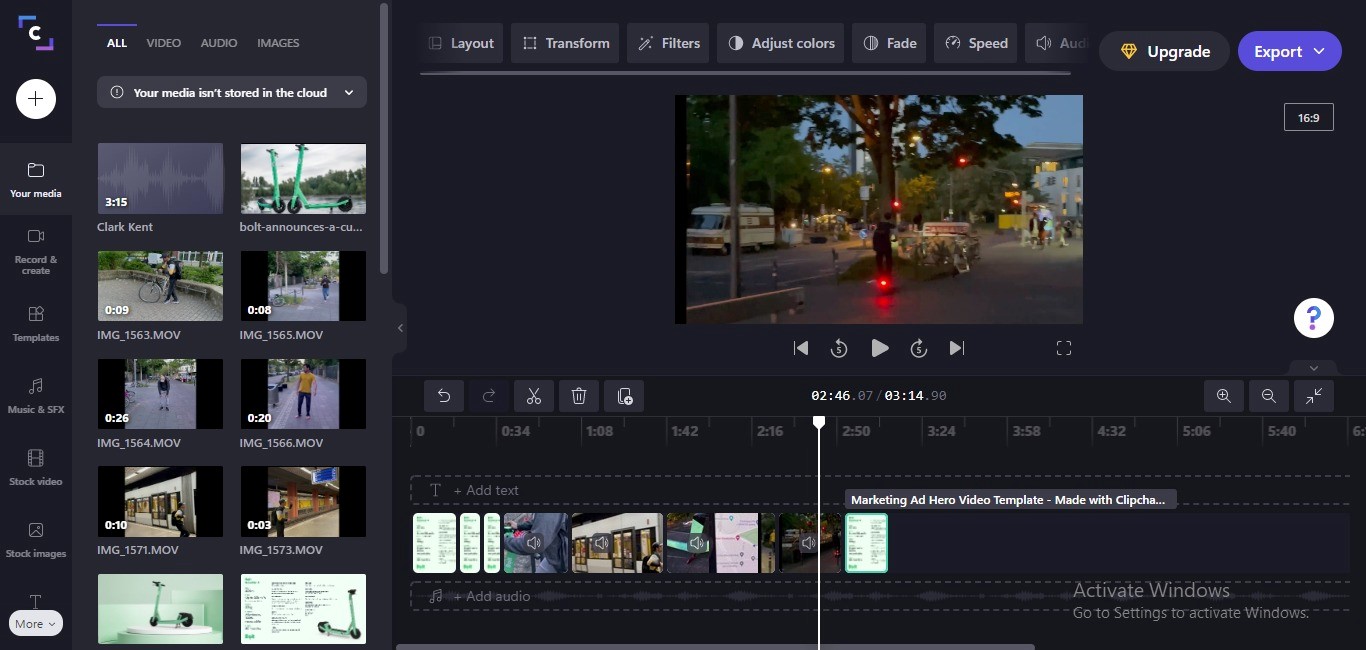 C
ALL VIDEO AUDIO IMAGES
Layout Transform Filters Adjust colors Fade Speed
Upgrade
Export
Your media isn't stored in the cloud
16:9
Your media
Record &
create
Templates
Music & SFX
Stock video
Stock images
T
More
3:15
Clark Kent
bolt-announces-a-cu...
0:09
IMG_1563.MOV
0:08
IMG_1565.MOV
0:26
IMG_1564.MOV
0:20
IMG_1566.MOV
0:10
IMG_1571.MOV
0:03
IMG_1573.MOV
5
5
?
02:46.07 / 03:14.90
0 0:34 1:08 1:42 2:16 2:50 3:24 3:58 4:32 5:06 5:40 6:
T + Add text
Marketing Ad Hero Video Template - Made with Clipcha...
+ Add audio
Activate Windows
Go to Settings to activate Windows.